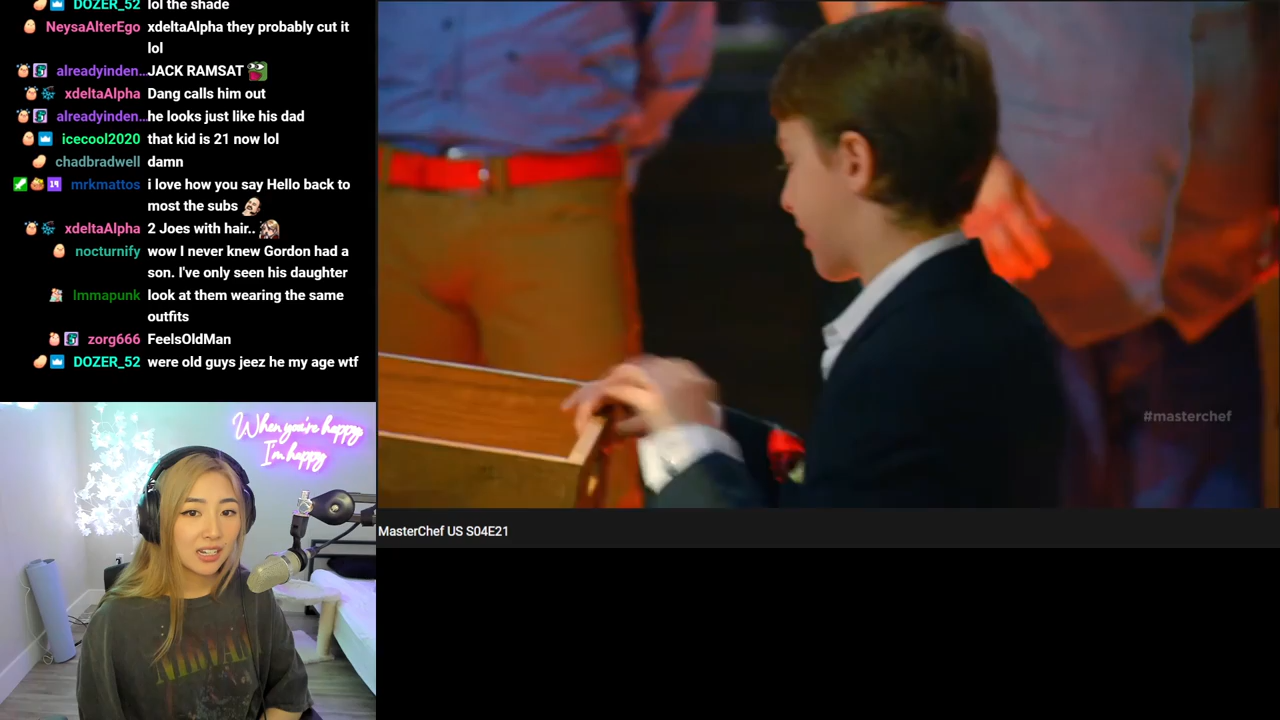 DOZER_52 lol the shade
NeysaAlterEgo xdeltaAlpha they probably cut it
lol
alreadyinden... JACK RAMSAT
xdeltaAlpha Dang calls him out
alreadyinden... he looks just like his dad
icecool2020 that kid is 21 now lol
chadbradwell damn
19 mrkmattos i love how you say Hello back to
most the subs
xdeltaAlpha 2 Joes with hair..
nocturnify wow I never knew Gordon had a
son. I've only seen his daughter
Immapunk look at them wearing the same
outfits
zorg666 FeelsOldMan
DOZER_52 were old guys jeez he my age wtf
#masterchef
MasterChef US S04E21
When you're happy
I'm happy
NIRVANA